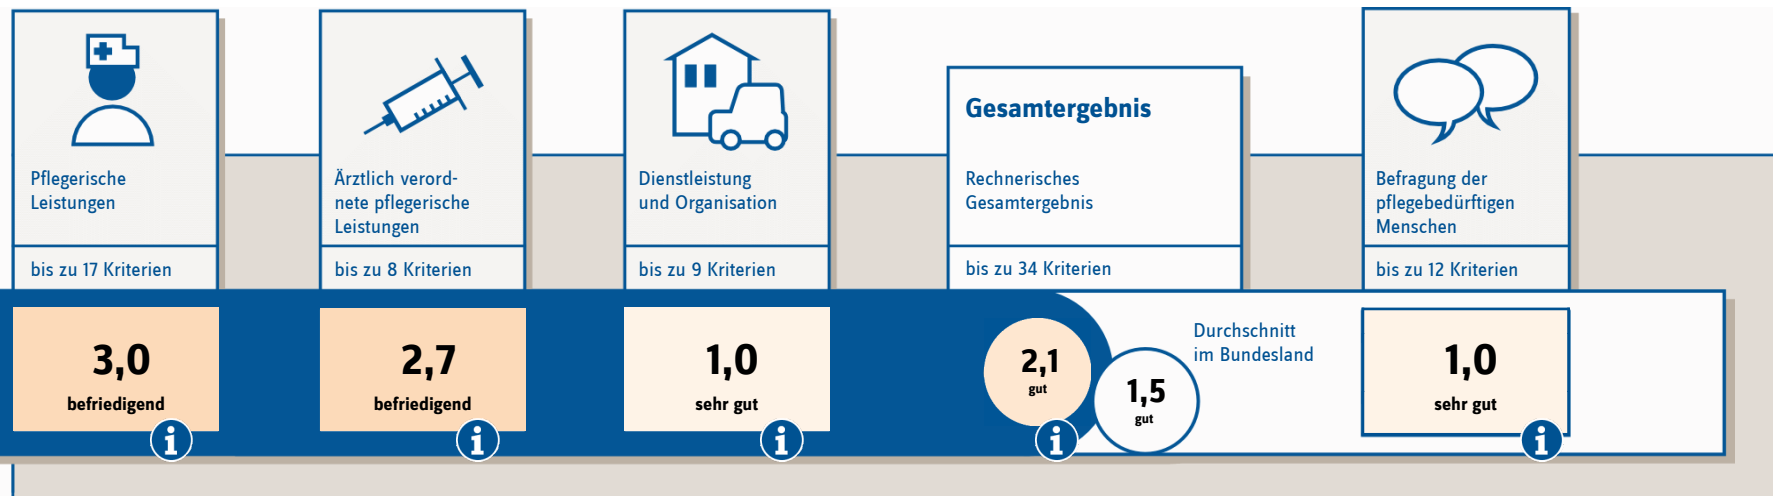 Pflegerische
Leistungen
bis zu 17 Kriterien
3,0
befriedigend
Ärztlich verord-
nete pflegerische
Leistungen
bis zu 8 Kriterien
2,7
befriedigend
Dienstleistung
und Organisation
bis zu 9 Kriterien
1,0
sehr gut
Gesamtergebnis
Rechnerisches
Gesamtergebnis
bis zu 34 Kriterien
2,1
gut
1,5
gut
Durchschnitt
im Bundesland
Befragung der
pflegebedürftigen
Menschen
bis zu 12 Kriterien
1,0
sehr gut